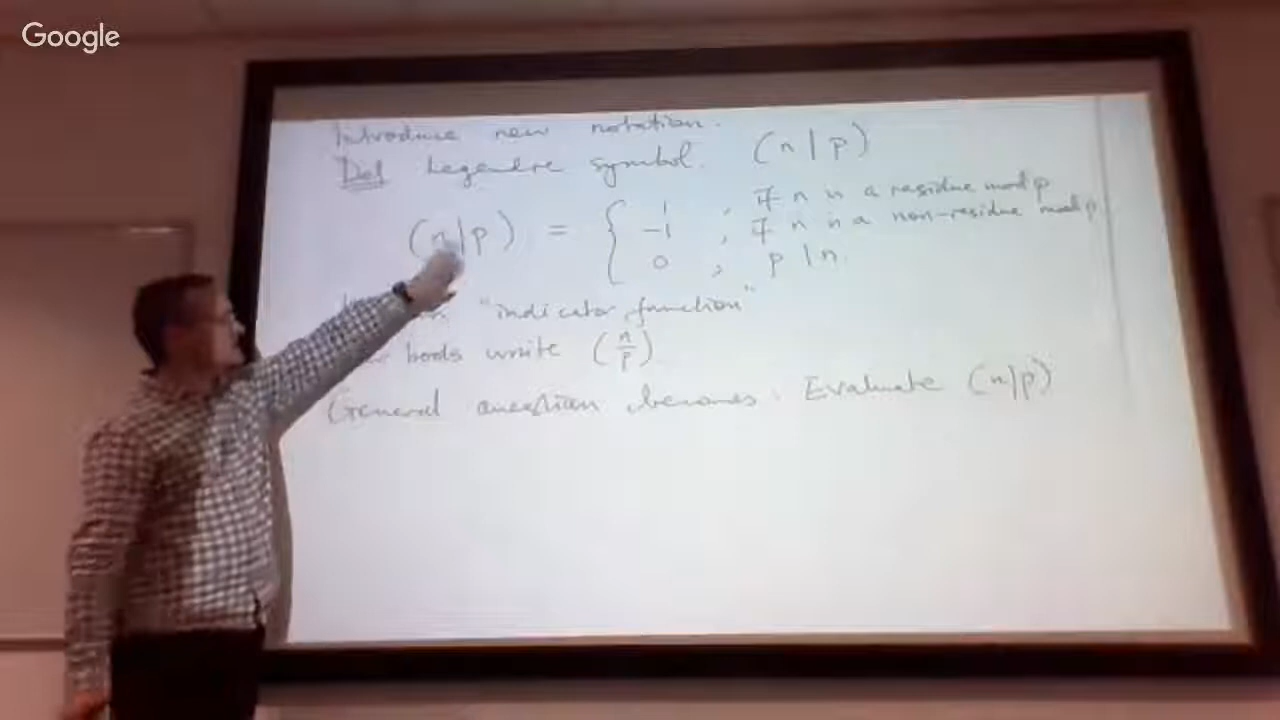 Google
Introduce new notation.
Def Legendre symbol. (n|p)
(n|p) = { 1 , if n is a residue mod p
-1 , if n is a non-residue mod p
0 , p|n.
"indicator function"
books write (n/p).
General question becomes: Evaluate (n|p)